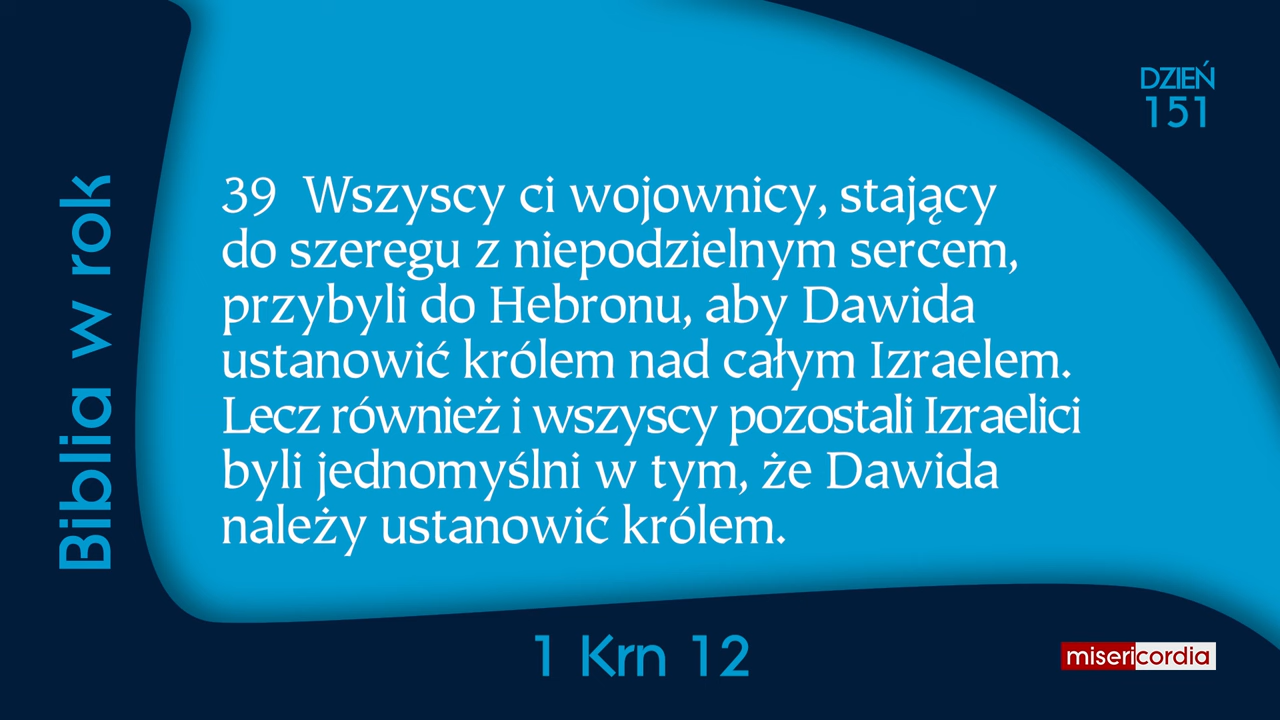 DZIEŃ
151
Biblia w rok
39 Wszyscy ci wojownicy, stający
do szeregu z niepodzielnym sercem,
przybyli do Hebronu, aby Dawida
ustanowić królem nad całym Izraelem.
Lecz również i wszyscy pozostali Izraelici
byli jednomyślni w tym, że Dawida
należy ustanowić królem.
1 Krn 12
misericordia